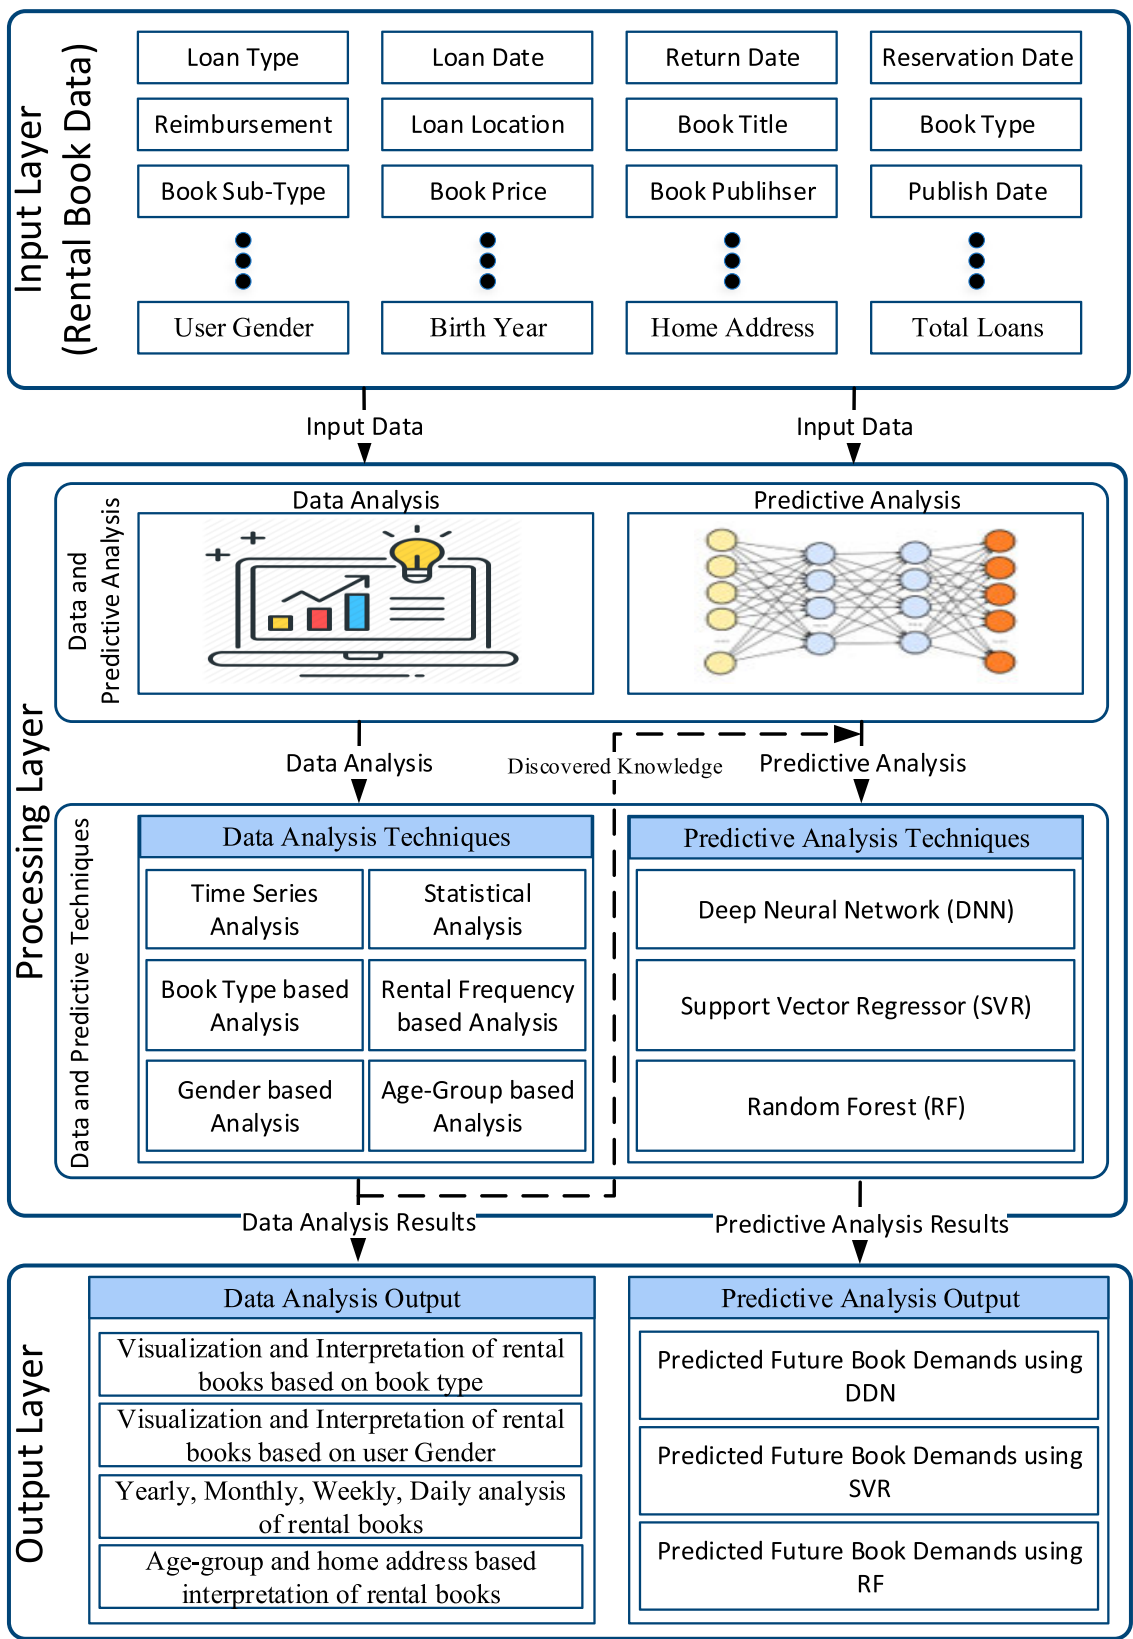 Input Layer
(Rental Book Data)
Loan Type
Loan Date
Return Date
Reservation Date
Reimbursement
Loan Location
Book Title
Book Type
Book Sub-Type
Book Price
Book Publihser
Publish Date
User Gender
Birth Year
Home Address
Total Loans
Input Data
Input Data
Processing Layer
Data and
Predictive Analysis
Data Analysis
Predictive Analysis
Data Analysis
Discovered Knowledge
Predictive Analysis
Data and Predictive Techniques
Data Analysis Techniques
Time Series
Analysis
Statistical
Analysis
Book Type based
Analysis
Rental Frequency
based Analysis
Gender based
Analysis
Age-Group based
Analysis
Predictive Analysis Techniques
Deep Neural Network (DNN)
Support Vector Regressor (SVR)
Random Forest (RF)
Data Analysis Results
Predictive Analysis Results
Output Layer
Data Analysis Output
Visualization and Interpretation of rental
books based on book type
Visualization and Interpretation of rental
books based on user Gender
Yearly, Monthly, Weekly, Daily analysis
of rental books
Age-group and home address based
interpretation of rental books
Predictive Analysis Output
Predicted Future Book Demands using
DDN
Predicted Future Book Demands using
SVR
Predicted Future Book Demands using
RF